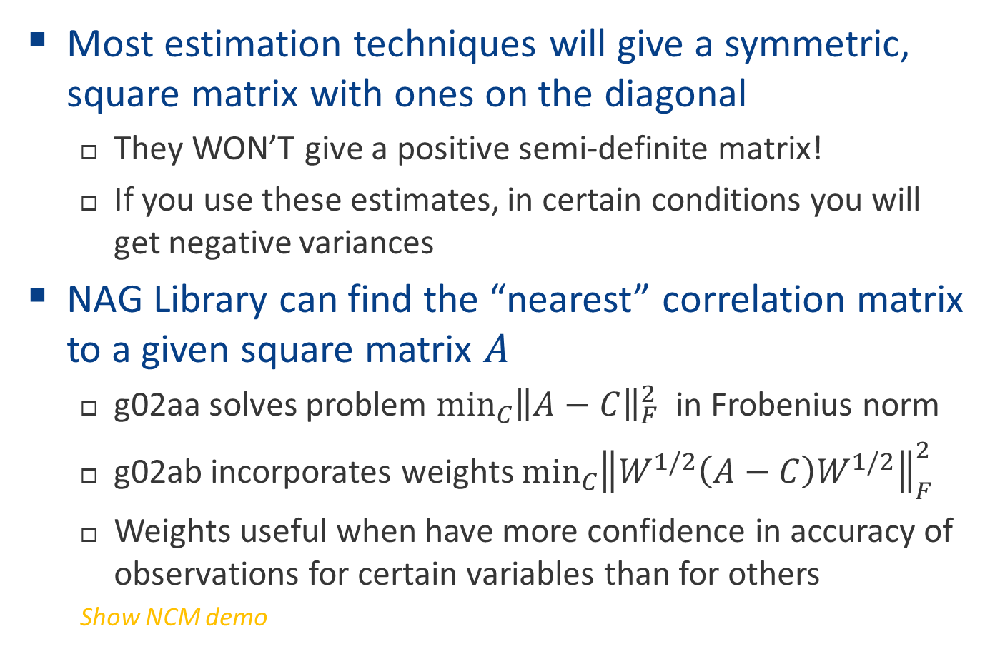 ▪ Most estimation techniques will give a symmetric,
square matrix with ones on the diagonal
□ They WON’T give a positive semi-definite matrix!
□ If you use these estimates, in certain conditions you will
get negative variances
▪ NAG Library can find the “nearest” correlation matrix
to a given square matrix 𝐴
□ g02aa solves problem min_𝐶‖𝐴 − 𝐶‖_𝐹^2 in Frobenius norm
□ g02ab incorporates weights min_𝐶‖𝑊^{1/2}(𝐴 − 𝐶)𝑊^{1/2}‖_𝐹^2
□ Weights useful when have more confidence in accuracy of
observations for certain variables than for others
Show NCM demo